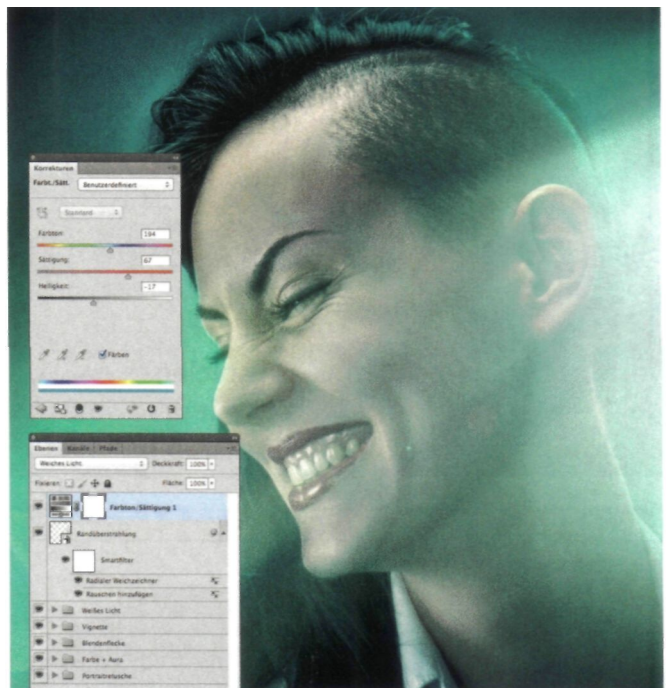 Korrekturen
Farbt./Sätt. Benutzerdefiniert
Standard
Farbton: 194
Sättigung: 67
Helligkeit: -17
Färben
Ebenen Kanäle Pfade
Weiches Licht Deckkraft: 100%
Fixieren: Fläche: 100%
Farbton/Sättigung 1
Randüberstrahlung
Smartfilter
Radialer Weichzeichner
Rauschen hinzufügen
Weißes Licht
Vignette
Blendenflecke
Farbe + Aura
Porträtretusche